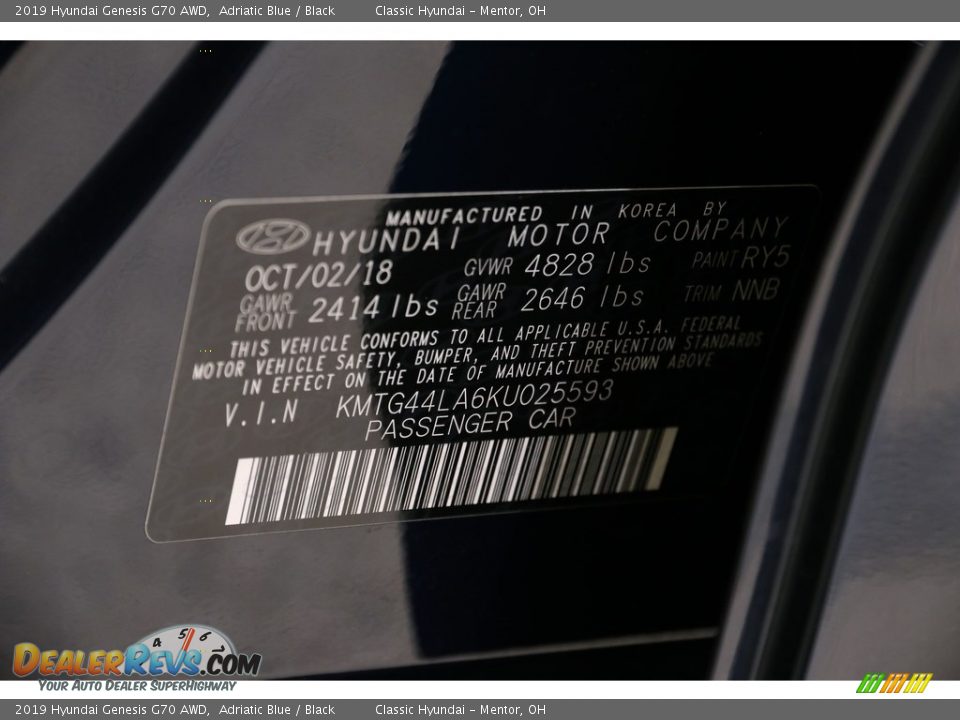 2019 Hyundai Genesis G70 AWD, Adriatic Blue / Black Classic Hyundai – Mentor, OH
MANUFACTURED IN KOREA BY
HYUNDAI MOTOR COMPANY
OCT/02/18 GVWR 4828 lbs PAINT RY5
GAWR FRONT 2414 lbs GAWR REAR 2646 lbs TRIM NNB
THIS VEHICLE CONFORMS TO ALL APPLICABLE U.S.A. FEDERAL
MOTOR VEHICLE SAFETY, BUMPER, AND THEFT PREVENTION STANDARDS
IN EFFECT ON THE DATE OF MANUFACTURE SHOWN ABOVE
V.I.N KMTG44LA6KU025593
PASSENGER CAR
4 5 6
DEALERREVS.COM
YOUR AUTO DEALER SUPERHIGHWAY
2019 Hyundai Genesis G70 AWD, Adriatic Blue / Black Classic Hyundai – Mentor, OH